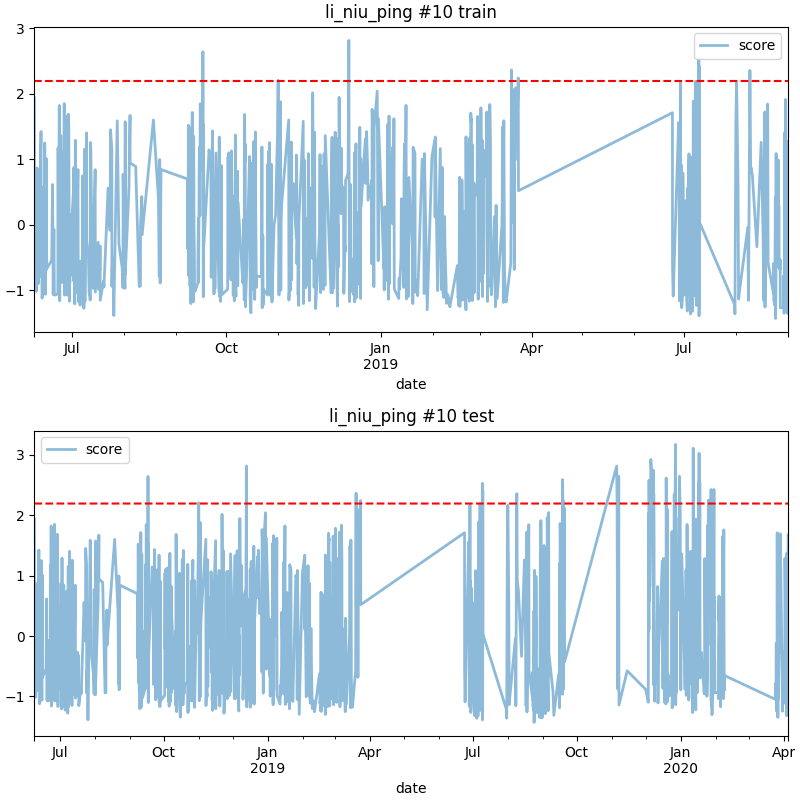 li_niu_ping #10 train
3
2
1
0
−1
score
Jul Oct Jan Apr Jul
2019
date
li_niu_ping #10 test
3
2
1
0
−1
score
Jul Oct Jan Apr Jul Oct Jan Apr
2019 2020
date